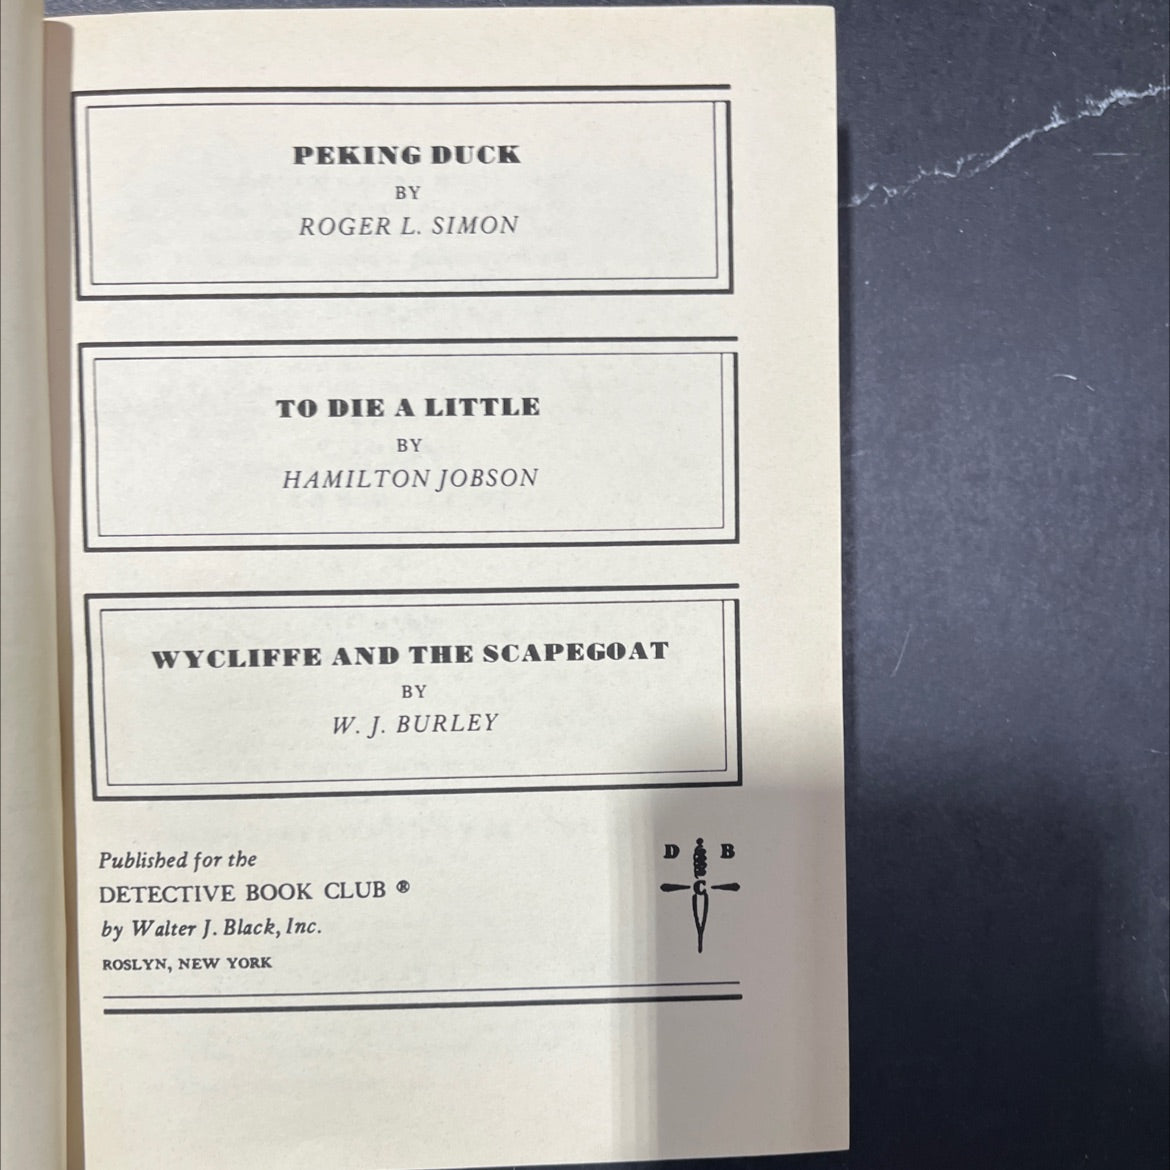 PEKING DUCK
BY
ROGER L. SIMON
TO DIE A LITTLE
BY
HAMILTON JOBSON
WYCLIFFE AND THE SCAPEGOAT
BY
W. J. BURLEY
Published for the
DETECTIVE BOOK CLUB ®
by Walter J. Black, Inc.
ROSLYN, NEW YORK
D B
C